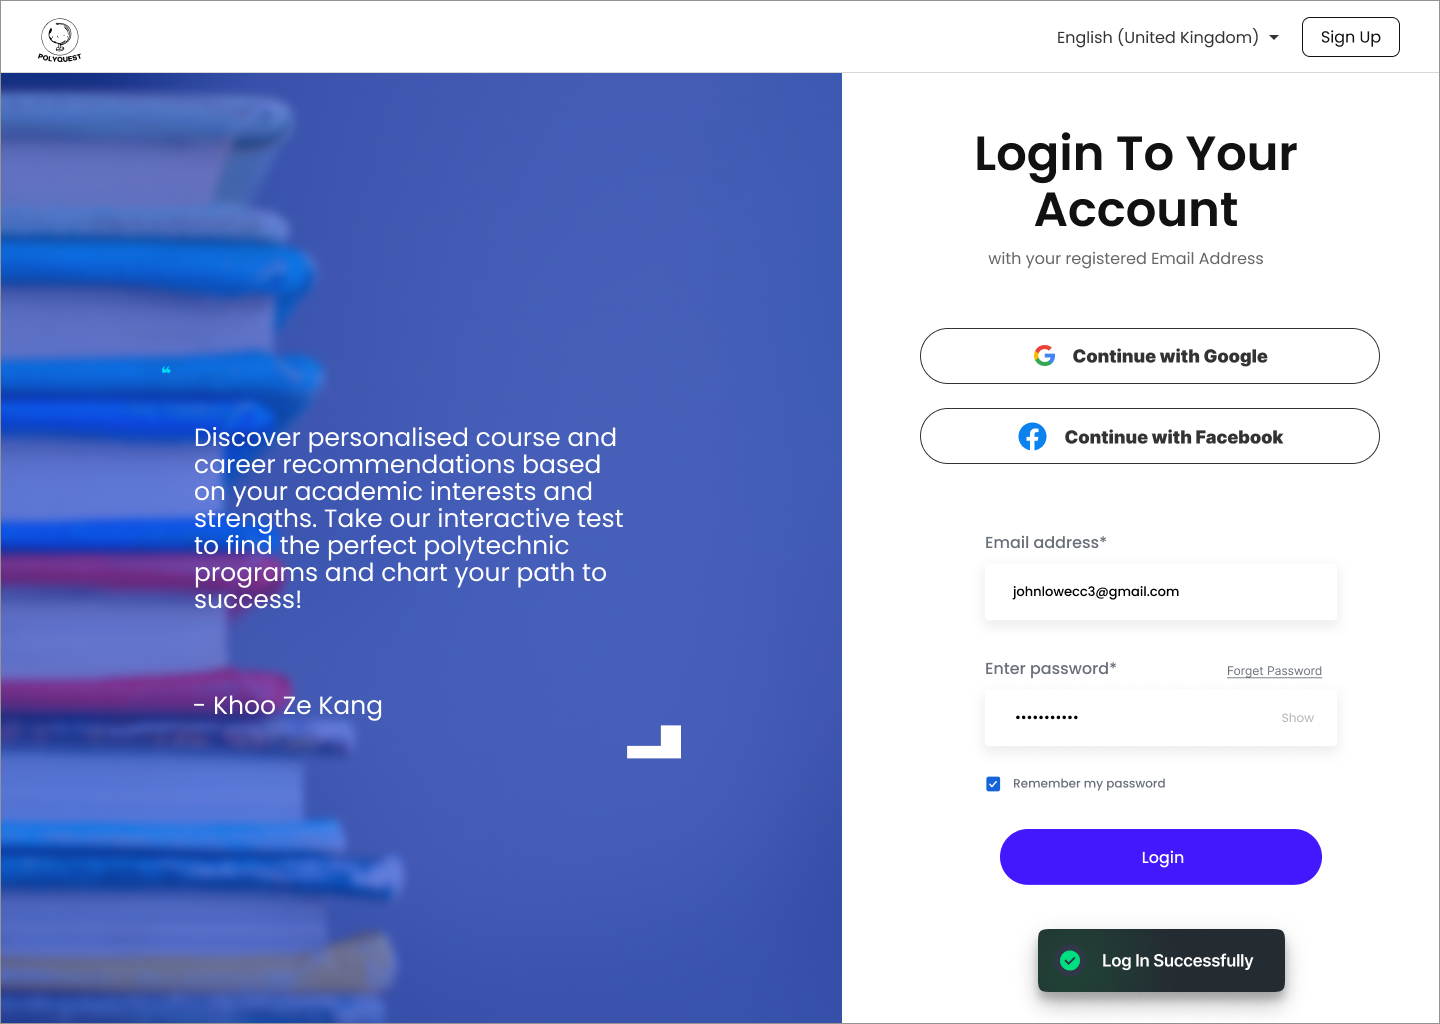 POLYQUEST
English (United Kingdom)
Sign Up
❝
Discover personalised course and
career recommendations based
on your academic interests and
strengths. Take our interactive test
to find the perfect polytechnic
programs and chart your path to
success!
- Khoo Ze Kang
Login To Your
Account
with your registered Email Address
Continue with Google
Continue with Facebook
Email address*
johnlowecc3@gmail.com
Enter password*
Forget Password
•••••••••••
Show
Remember my password
Login
Log In Successfully